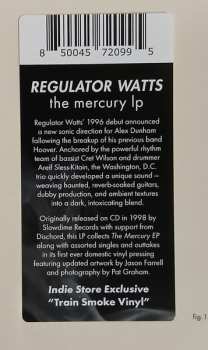 8 50045 72099 5
REGULATOR WATTS
the mercury lp
Regulator Watts' 1996 debut announced
a new sonic direction for Alex Dunham
following the breakup of his previous band
Hoover. Anchored by the powerful rhythm
team of bassist Cret Wilson and drummer
Areif Sless-Kitain, the Washington, D.C.
trio quickly developed a unique sound –
weaving haunted, reverb-soaked guitars,
dubby production, and ambient textures
into a dark, intoxicating blend.
Originally released on CD in 1998 by
Slowdime Records with support from
Dischord, this LP collects The Mercury EP
along with assorted singles and outtakes
in its first ever domestic vinyl pressing
featuring updated artwork by Jason Farrell
and photography by Pat Graham.
Indie Store Exclusive
"Train Smoke Vinyl"
Fig. 1